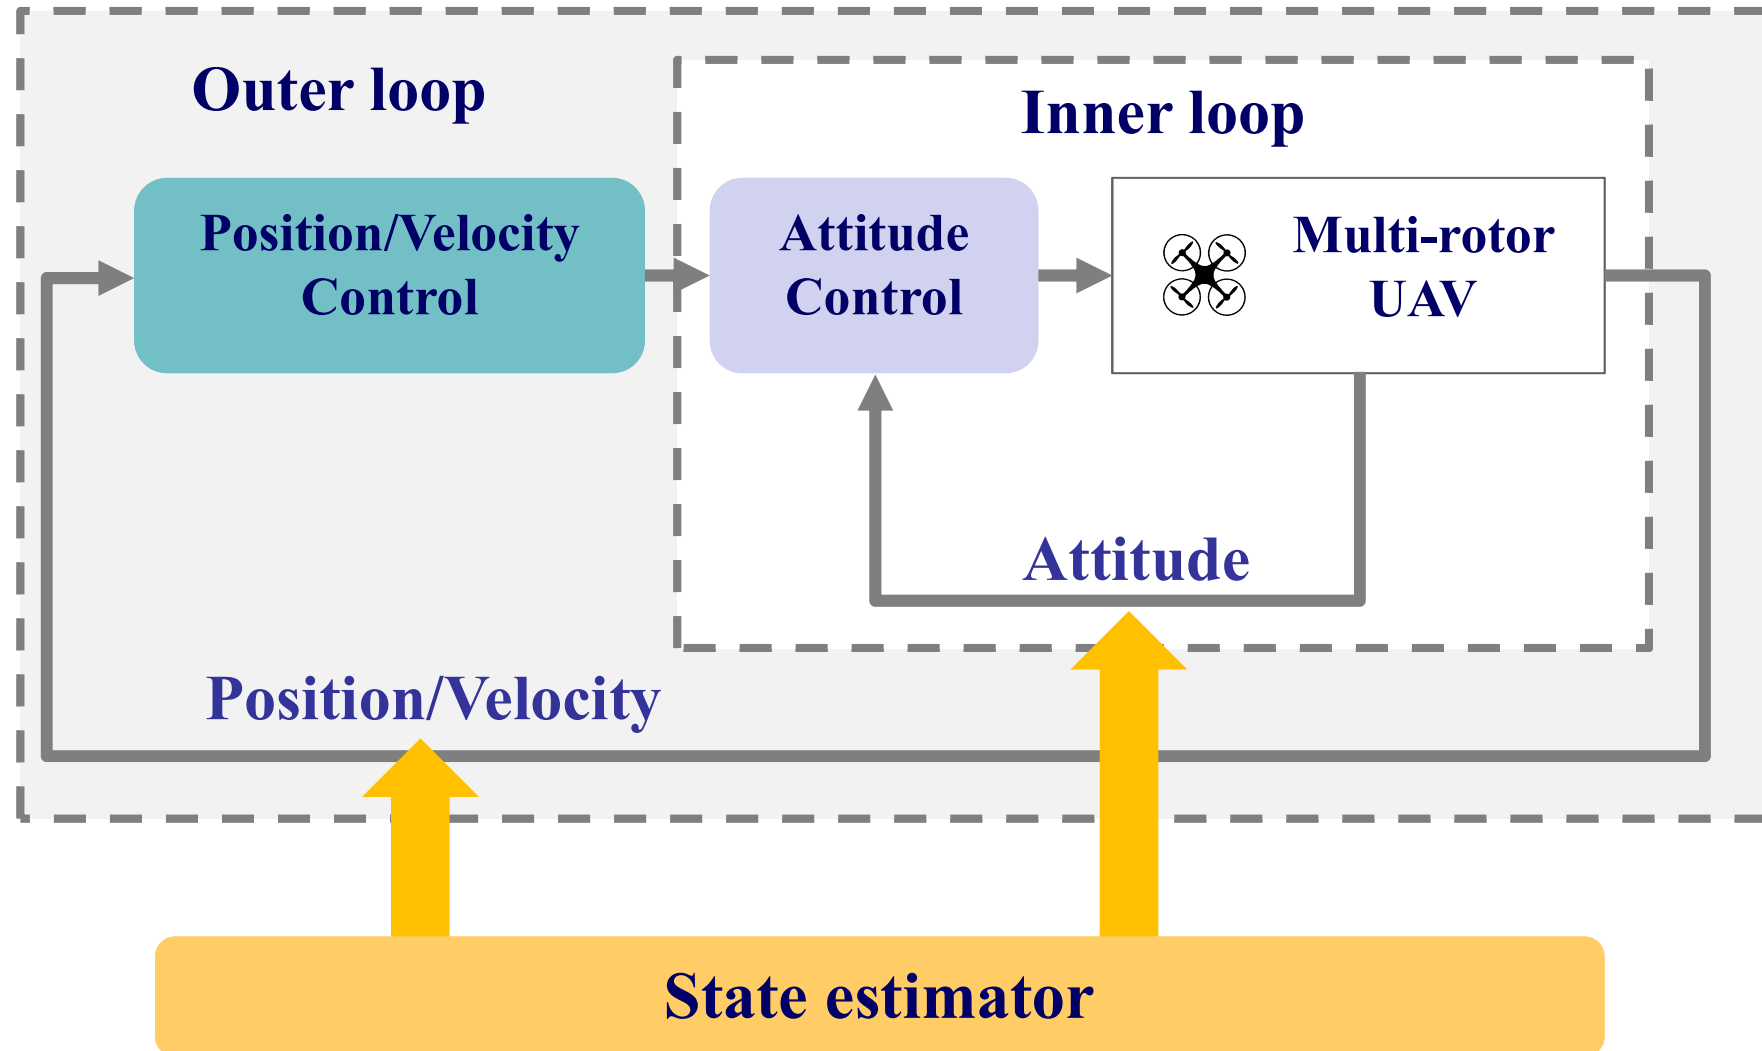 Outer loop
Inner loop
Position/Velocity
Control
Attitude
Control
Multi-rotor
UAV
Attitude
Position/Velocity
State estimator